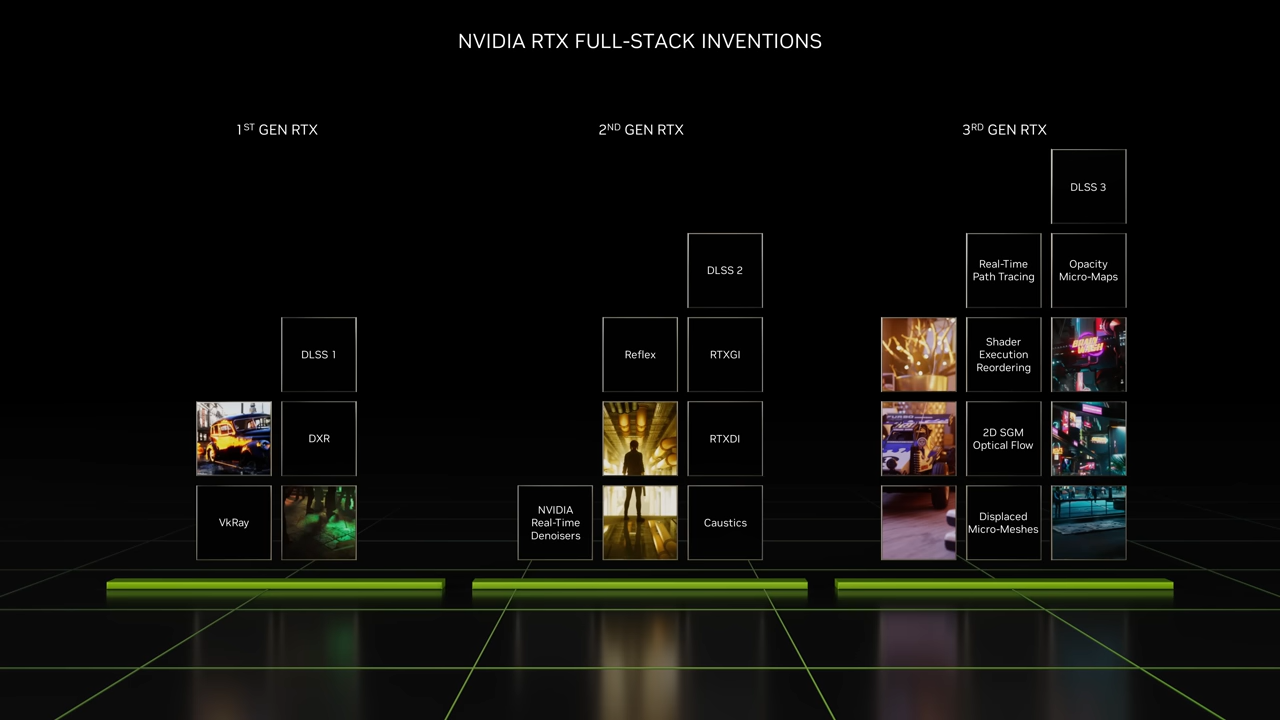 NVIDIA RTX FULL-STACK INVENTIONS
1ST GEN RTX
DLSS 1
DXR
VkRay
2ND GEN RTX
DLSS 2
Reflex
RTXGI
RTXDI
NVIDIA
Real-Time
Denoisers
Caustics
3RD GEN RTX
DLSS 3
Real-Time
Path Tracing
Opacity
Micro-Maps
Shader
Execution
Reordering
BRAIN
WASH
2D SGM
Optical Flow
Displaced
Micro-Meshes